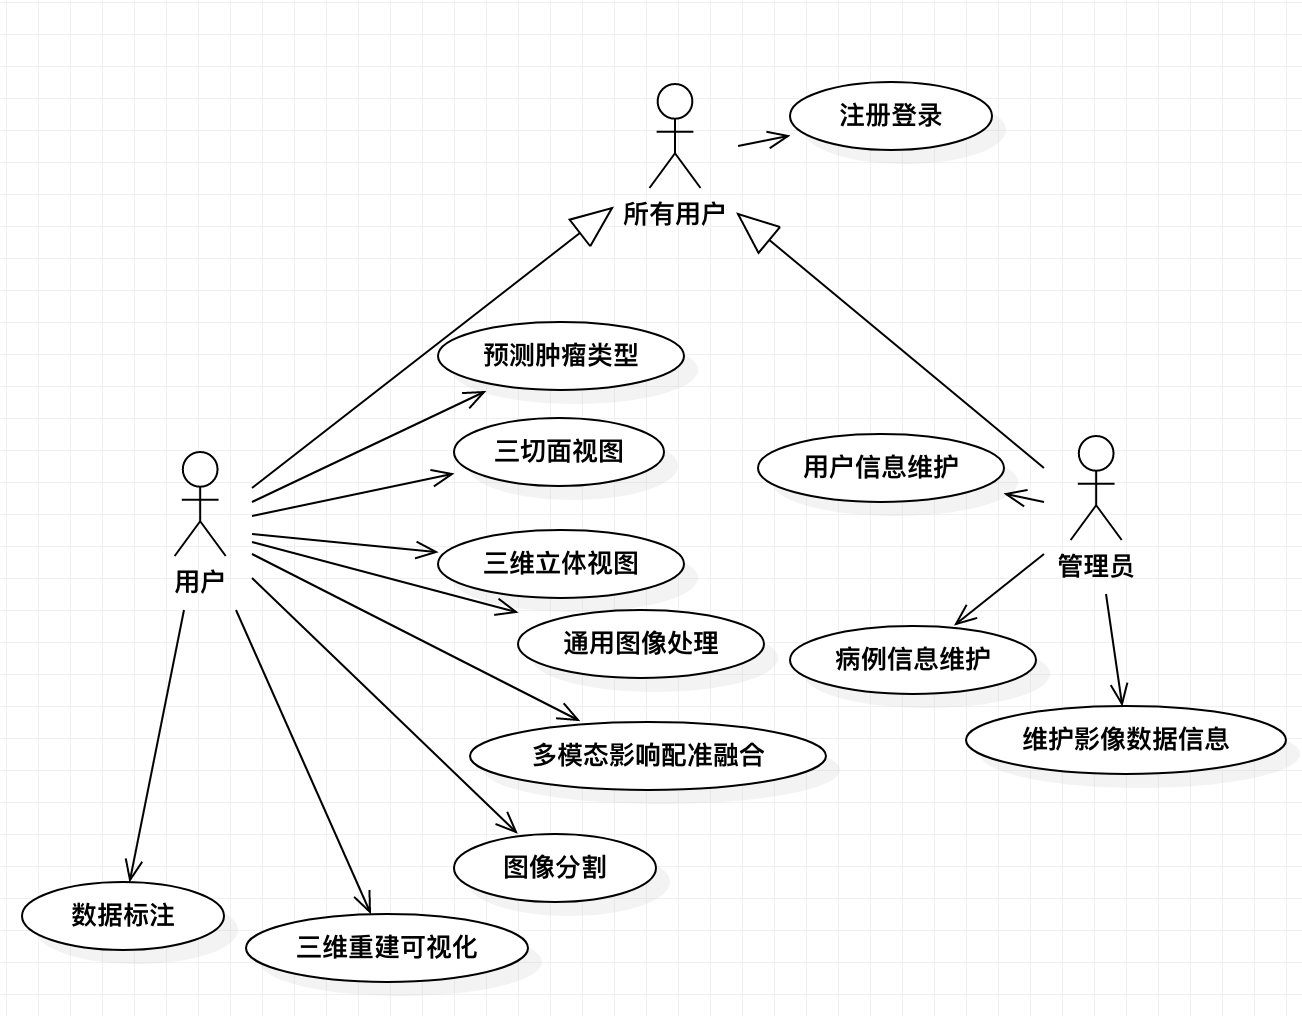 注册登录
所有用户
预测肿瘤类型
三切面视图
用户信息维护
三维立体视图
管理员
用户
通用图像处理
病例信息维护
维护影像数据信息
多模态影响配准融合
图像分割
数据标注
三维重建可视化